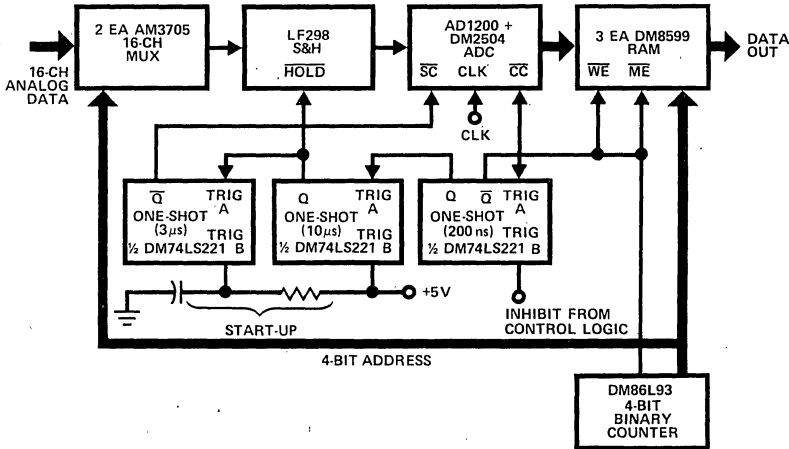 2 EA AM3705
16-CH
MUX
LF298
S&H
HOLD
AD1200 +
DM2504
ADC
SC CLK CC
3 EA DM8599
RAM
WE ME
DATA
OUT
16-CH
ANALOG
DATA
CLK
Q TRIG
A
ONE-SHOT
(3µs) TRIG
½ DM74LS221 B
Q TRIG
A
ONE-SHOT
(10µs) TRIG
½ DM74LS221 B
Q Q TRIG
A
ONE-SHOT
(200 ns) TRIG
½ DM74LS221 B
+5V
START-UP
INHIBIT FROM
CONTROL LOGIC
4-BIT ADDRESS
DM86L93
4-BIT
BINARY
COUNTER